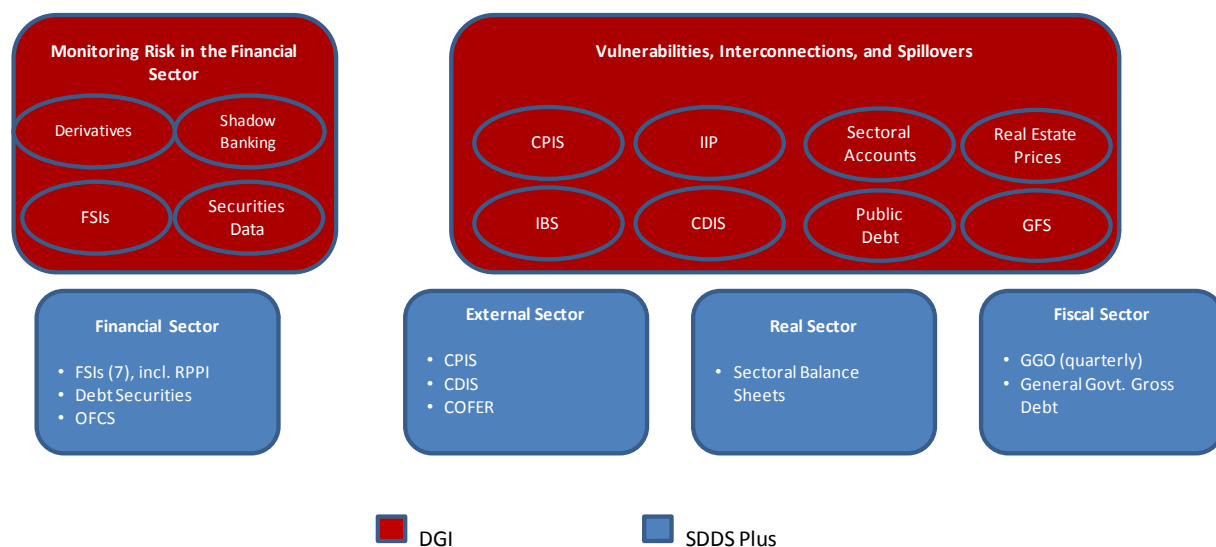 Monitoring Risk in the Financial
Sector
Derivatives
Shadow
Banking
FSIs
Securities
Data
Vulnerabilities, Interconnections, and Spillovers
CPIS
IIP
Sectoral
Accounts
Real Estate
Prices
IBS
CDIS
Public
Debt
GFS
Financial Sector
• FSIs (7), incl. RPPI
• Debt Securities
• OFCS
External Sector
• CPIS
• CDIS
• COFER
Real Sector
• Sectoral Balance
Sheets
Fiscal Sector
• GGO (quarterly)
• General Govt. Gross
Debt
DGI
SDDS Plus